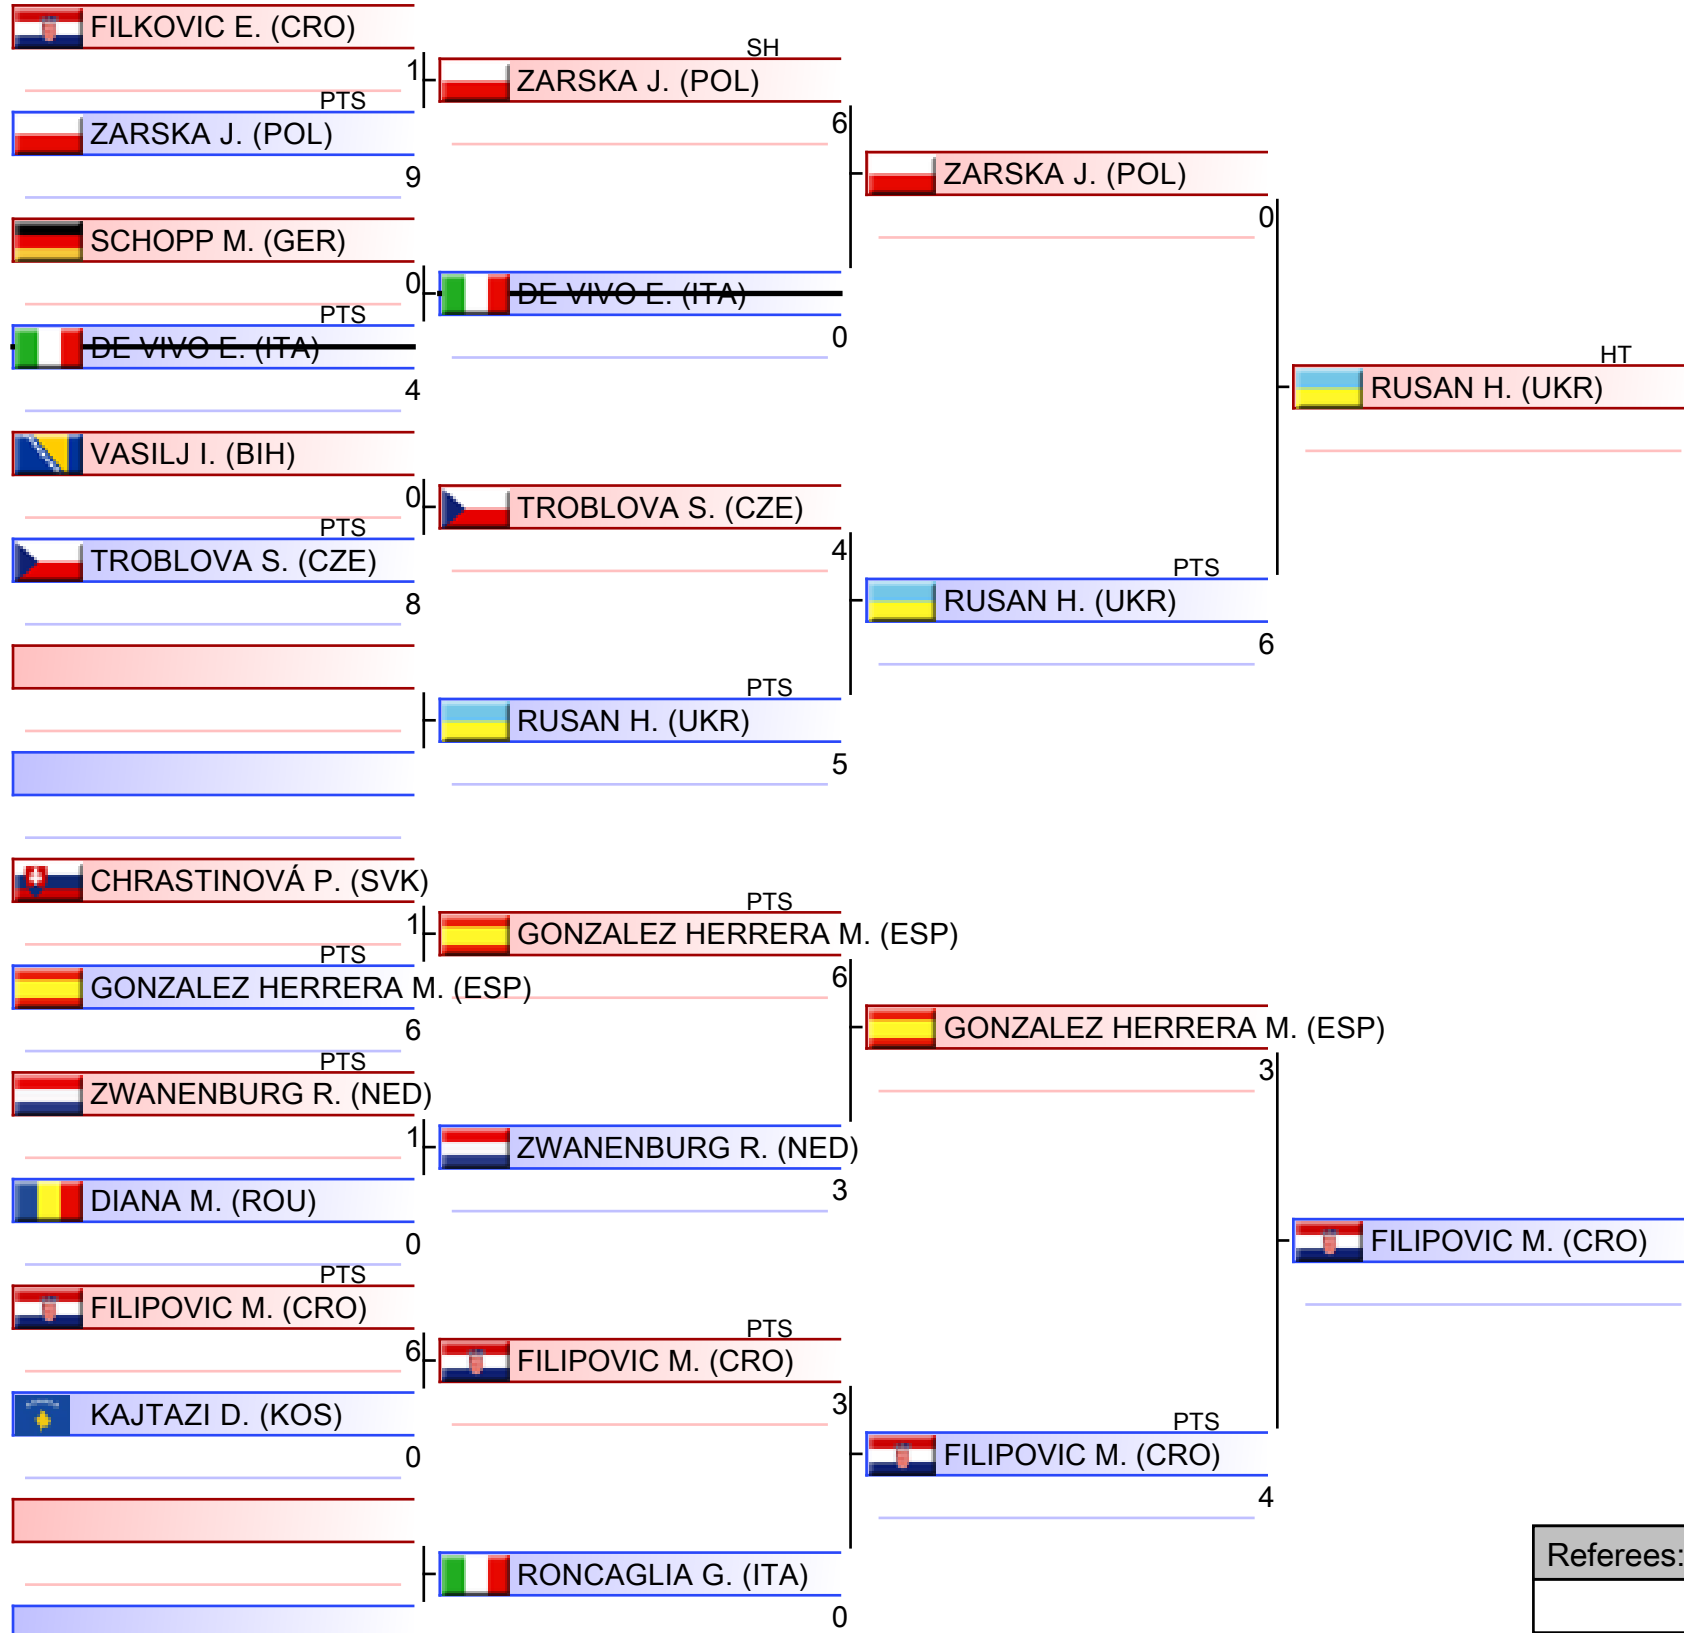 FILKOVIC E. (CRO)
1
PTS
ZARSKA J. (POL)
9
SCHOPP M. (GER)
0
PTS
DE VIVO E. (ITA)
4
VASILJ I. (BIH)
0
PTS
TROBLOVA S. (CZE)
8
CHRASTINOVÁ P. (SVK)
1
PTS
GONZALEZ HERRERA M. (ESP)
6
PTS
ZWANENBURG R. (NED)
1
DIANA M. (ROU)
0
PTS
FILIPOVIC M. (CRO)
6
KAJTAZI D. (KOS)
0
SH
ZARSKA J. (POL)
6
DE VIVO E. (ITA)
0
TROBLOVA S. (CZE)
4
PTS
RUSAN H. (UKR)
5
PTS
GONZALEZ HERRERA M. (ESP)
6
ZWANENBURG R. (NED)
3
PTS
FILIPOVIC M. (CRO)
3
RONCAGLIA G. (ITA)
0
ZARSKA J. (POL)
0
PTS
RUSAN H. (UKR)
6
GONZALEZ HERRERA M. (ESP)
3
PTS
FILIPOVIC M. (CRO)
4
HT
RUSAN H. (UKR)
FILIPOVIC M. (CRO)
Referees: